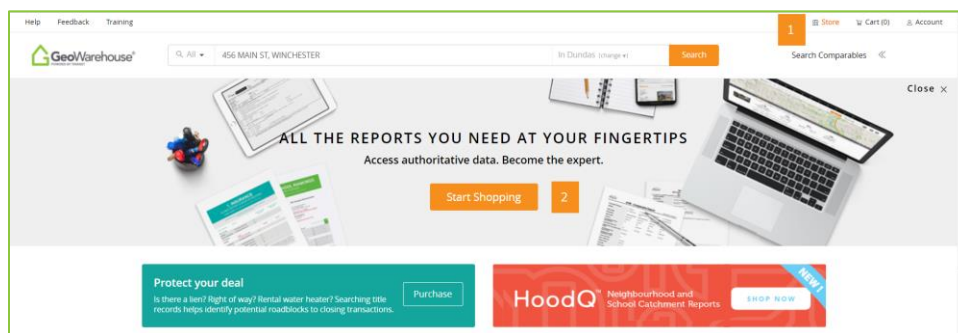 Help Feedback Training
1
Store Cart (0) Account
GeoWarehouse®
All
456 MAIN ST, WINCHESTER
In Dundas (change)
Search
Search Comparables
Close ×
ALL THE REPORTS YOU NEED AT YOUR FINGERTIPS
Access authoritative data. Become the expert.
Start Shopping
2
Protect your deal
Is there a lien? Right of way? Rental water heater? Searching title
records helps identify potential roadblocks to closing transactions.
Purchase
HoodQ™
Neighbourhood and
School Catchment Reports
SHOP NOW
NEW!